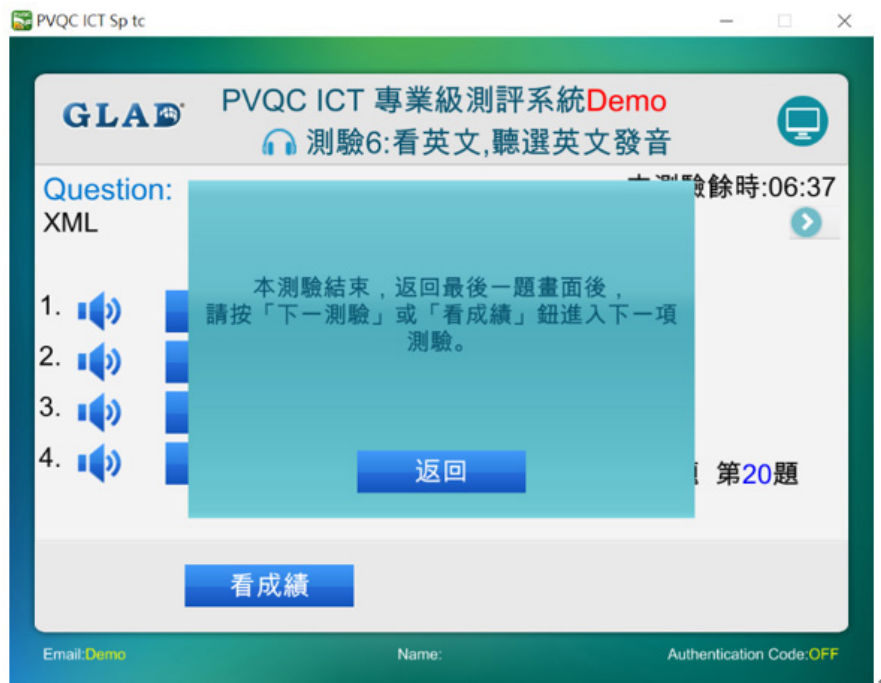 PVQC ICT Sp tc
GLAD
PVQC ICT 專業級測評系統Demo
測驗6:看英文,聽選英文發音
Question:
餘時:06:37
XML
本測驗結束，返回最後一題畫面後，
請按「下一測驗」或「看成績」鈕進入下一項
測驗。
1.
2.
3.
4.
返回
第20題
看成績
Email:Demo
Name:
Authentication Code:OFF